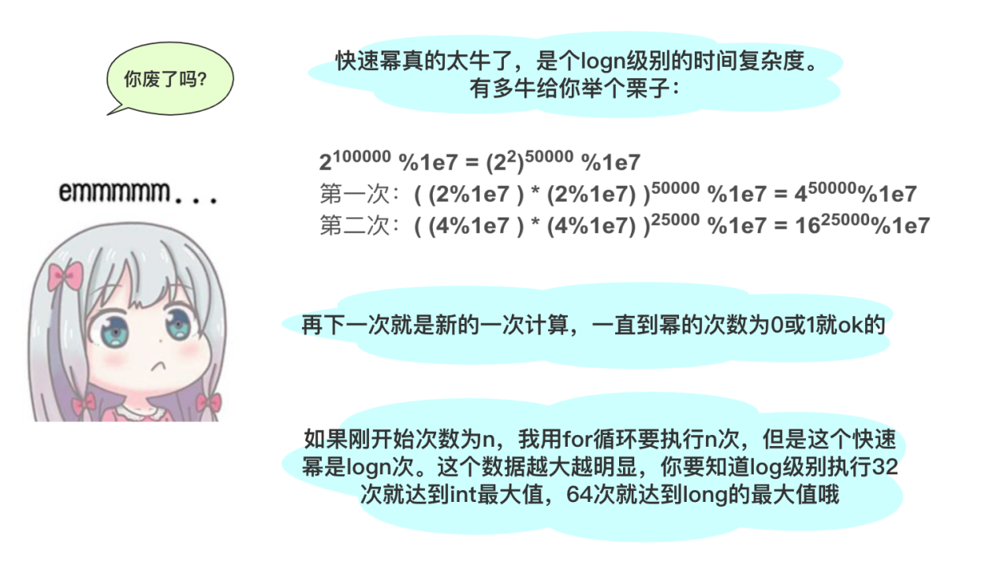 你废了吗？
快速幂真的太牛了，是个logn级别的时间复杂度。
有多牛给你举个栗子：
emmmmm...
2^100000 %1e7 = (2^2)^50000 %1e7
第一次：( (2%1e7 ) * (2%1e7) )^50000 %1e7 = 4^50000%1e7
第二次：( (4%1e7 ) * (4%1e7) )^25000 %1e7 = 16^25000%1e7
再下一次就是新的一次计算，一直到幂的次数为0或1就ok的
如果刚开始次数为n，我用for循环要执行n次，但是这个快速
幂是logn次。这个数据越大越明显，你要知道log级别执行32
次就达到int最大值，64次就达到long的最大值哦